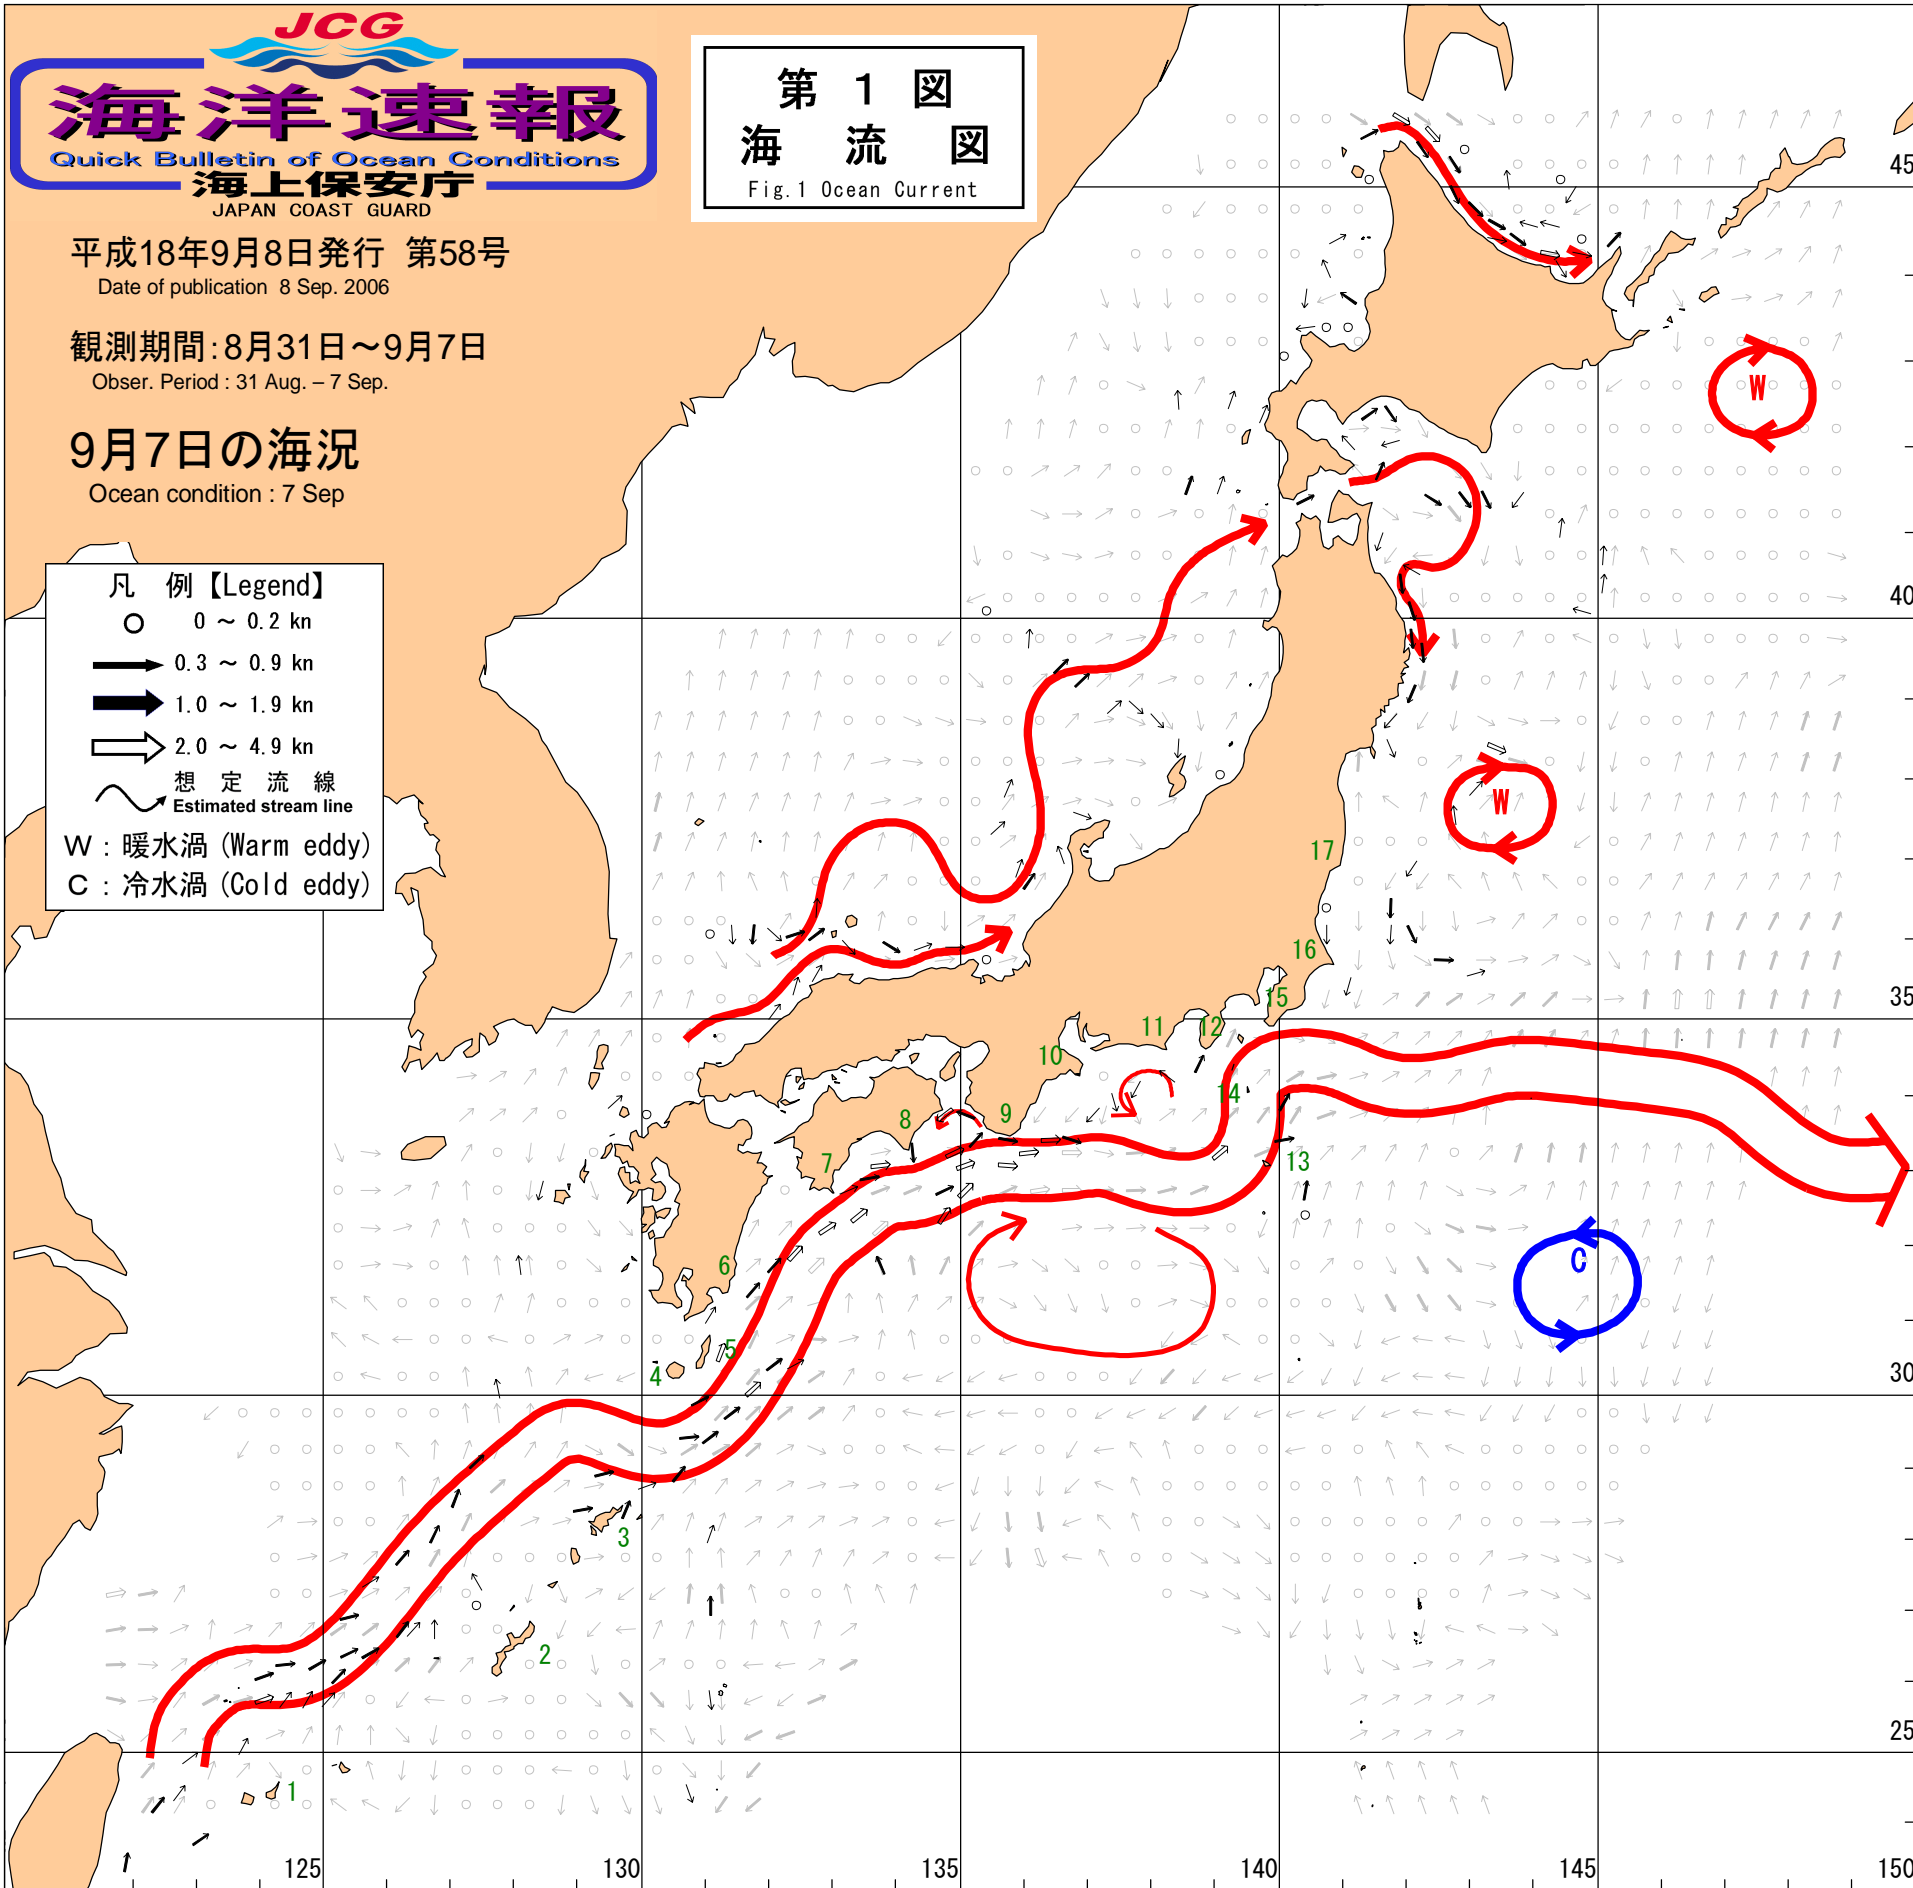 JCG
海洋速報
Quick Bulletin of Ocean Conditions
海上保安庁
JAPAN COAST GUARD
平成18年9月8日発行 第58号
Date of publication 8 Sep. 2006
観測期間:8月31日～9月7日
Obser. Period : 31 Aug. – 7 Sep.
9月7日の海況
Ocean condition : 7 Sep
第 1 図
海 流 図
Fig.1 Ocean Current
凡 例【Legend】
0 ～ 0.2 kn
0.3 ～ 0.9 kn
1.0 ～ 1.9 kn
2.0 ～ 4.9 kn
想 定 流 線
Estimated stream line
W : 暖水渦 (Warm eddy)
C : 冷水渦 (Cold eddy)
45
W
40
W
17
16
15
35
12
11
10
14
9
8
7
13
6
C
5
4
30
3
2
25
1
125
130
135
140
145
150